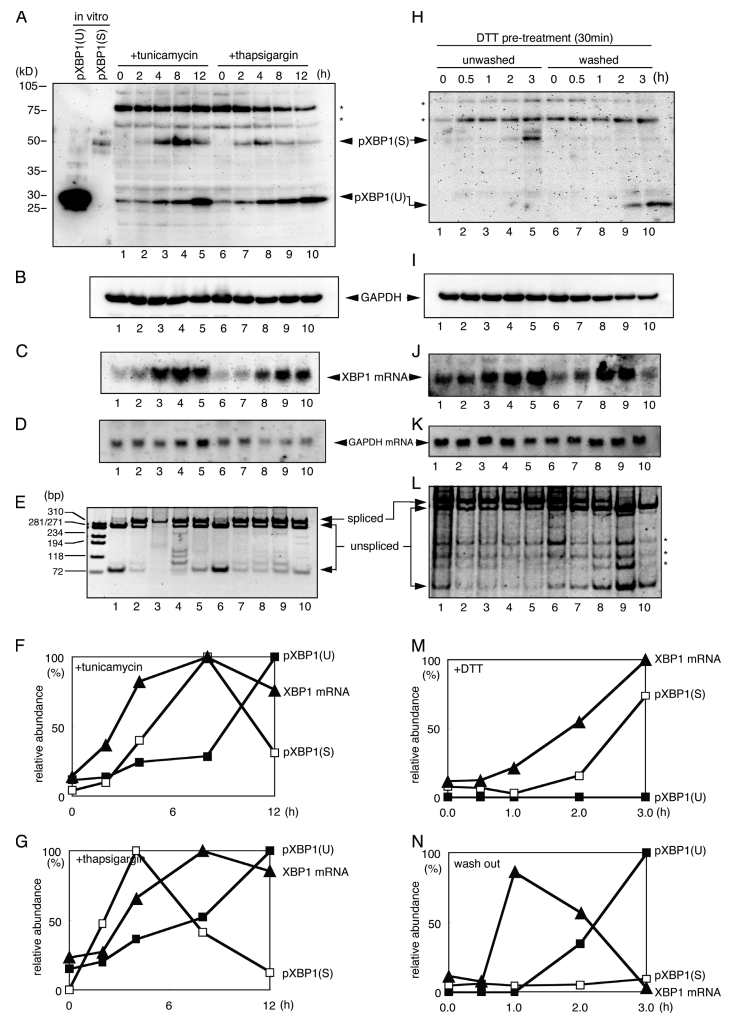 A
in vitro
pXBP1(U)
pXBP1(S)
+tunicamycin +thapsigargin
(kD) 0 2 4 8 12 0 2 4 8 12 (h)
105
75
50
35
30
25
*
*
pXBP1(S)
pXBP1(U)
1 2 3 4 5 6 7 8 9 10
H
DTT pre-treatment (30min)
unwashed washed
0 0.5 1 2 3 0 0.5 1 2 3 (h)
*
*
1 2 3 4 5 6 7 8 9 10
B
GAPDH
1 2 3 4 5 6 7 8 9 10
I
1 2 3 4 5 6 7 8 9 10
C
XBP1 mRNA
1 2 3 4 5 6 7 8 9 10
J
1 2 3 4 5 6 7 8 9 10
D
GAPDH mRNA
1 2 3 4 5 6 7 8 9 10
K
1 2 3 4 5 6 7 8 9 10
E
(bp)
310
281/271
234
194
118
72
spliced
unspliced
1 2 3 4 5 6 7 8 9 10
L
*
*
*
1 2 3 4 5 6 7 8 9 10
F
+tunicamycin
relative abundance
100
(%)
50
0
0 6 12 (h)
pXBP1(U)
XBP1 mRNA
pXBP1(S)
G
+thapsigargin
relative abundance
100
(%)
50
0
0 6 12 (h)
pXBP1(U)
XBP1 mRNA
pXBP1(S)
M
+DTT
relative abundance
100
(%)
50
0
0.0 1.0 2.0 3.0 (h)
XBP1 mRNA
pXBP1(S)
pXBP1(U)
N
wash out
relative abundance
100
(%)
50
0
0.0 1.0 2.0 3.0 (h)
pXBP1(U)
pXBP1(S)
XBP1 mRNA